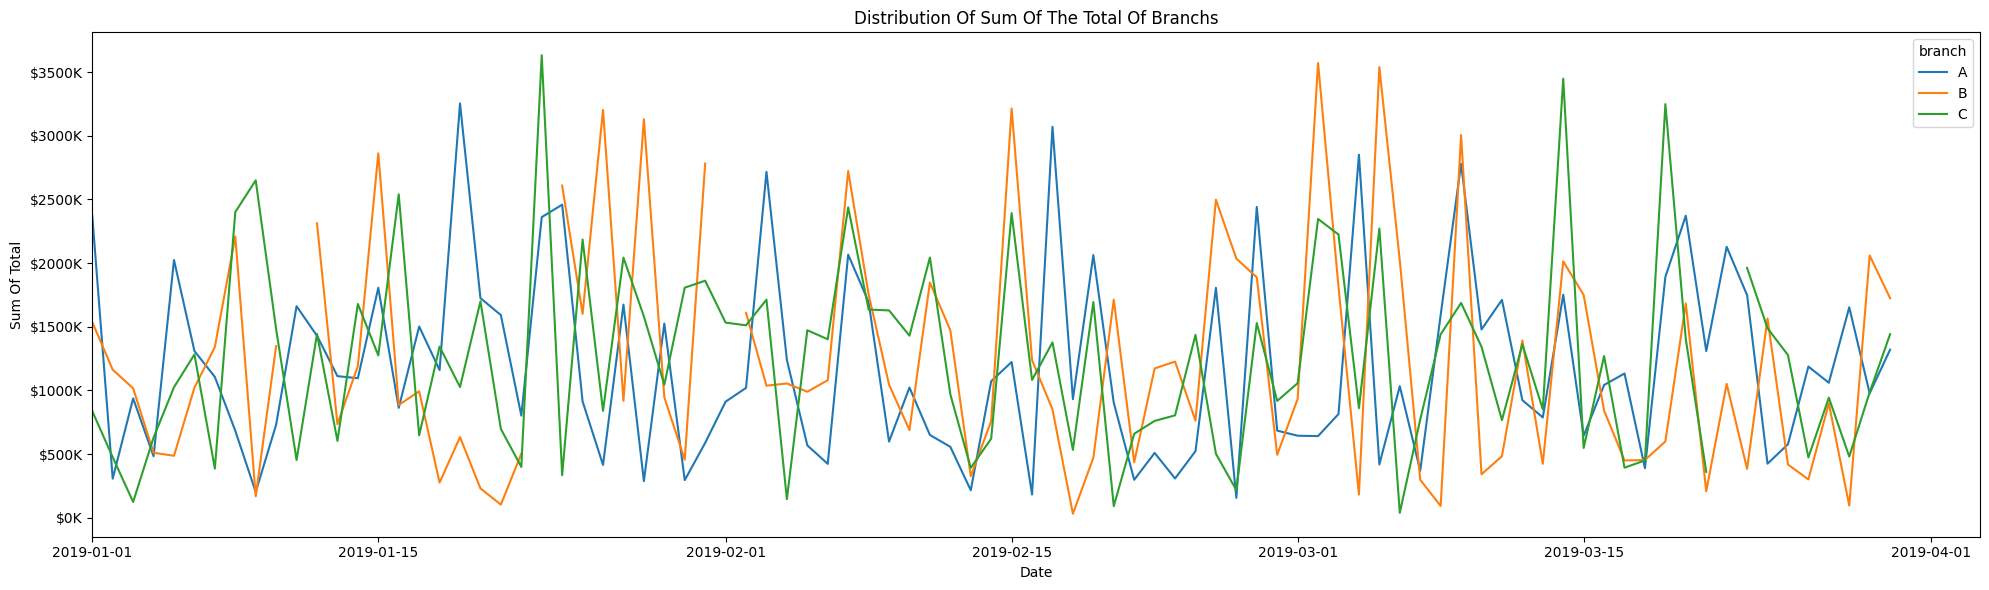 Distribution Of Sum Of The Total Of Branchs
branch
A
B
C
Sum Of Total
$3500K
$3000K
$2500K
$2000K
$1500K
$1000K
$500K
$0K
2019-01-01
2019-01-15
2019-02-01
2019-02-15
2019-03-01
2019-03-15
2019-04-01
Date